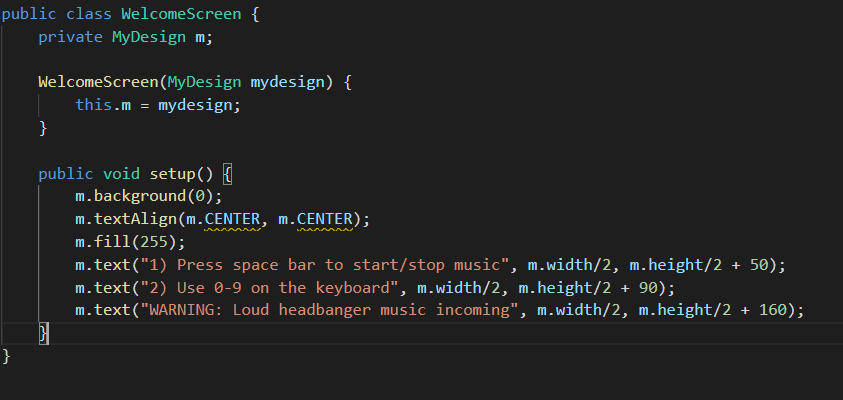 public class WelcomeScreen {
    private MyDesign m;

    WelcomeScreen(MyDesign mydesign) {
        this.m = mydesign;
    }

    public void setup() {
        m.background(0);
        m.textAlign(m.CENTER, m.CENTER);
        m.fill(255);
        m.text("1) Press space bar to start/stop music", m.width/2, m.height/2 + 50);
        m.text("2) Use 0-9 on the keyboard", m.width/2, m.height/2 + 90);
        m.text("WARNING: Loud headbanger music incoming", m.width/2, m.height/2 + 160);
    }
}